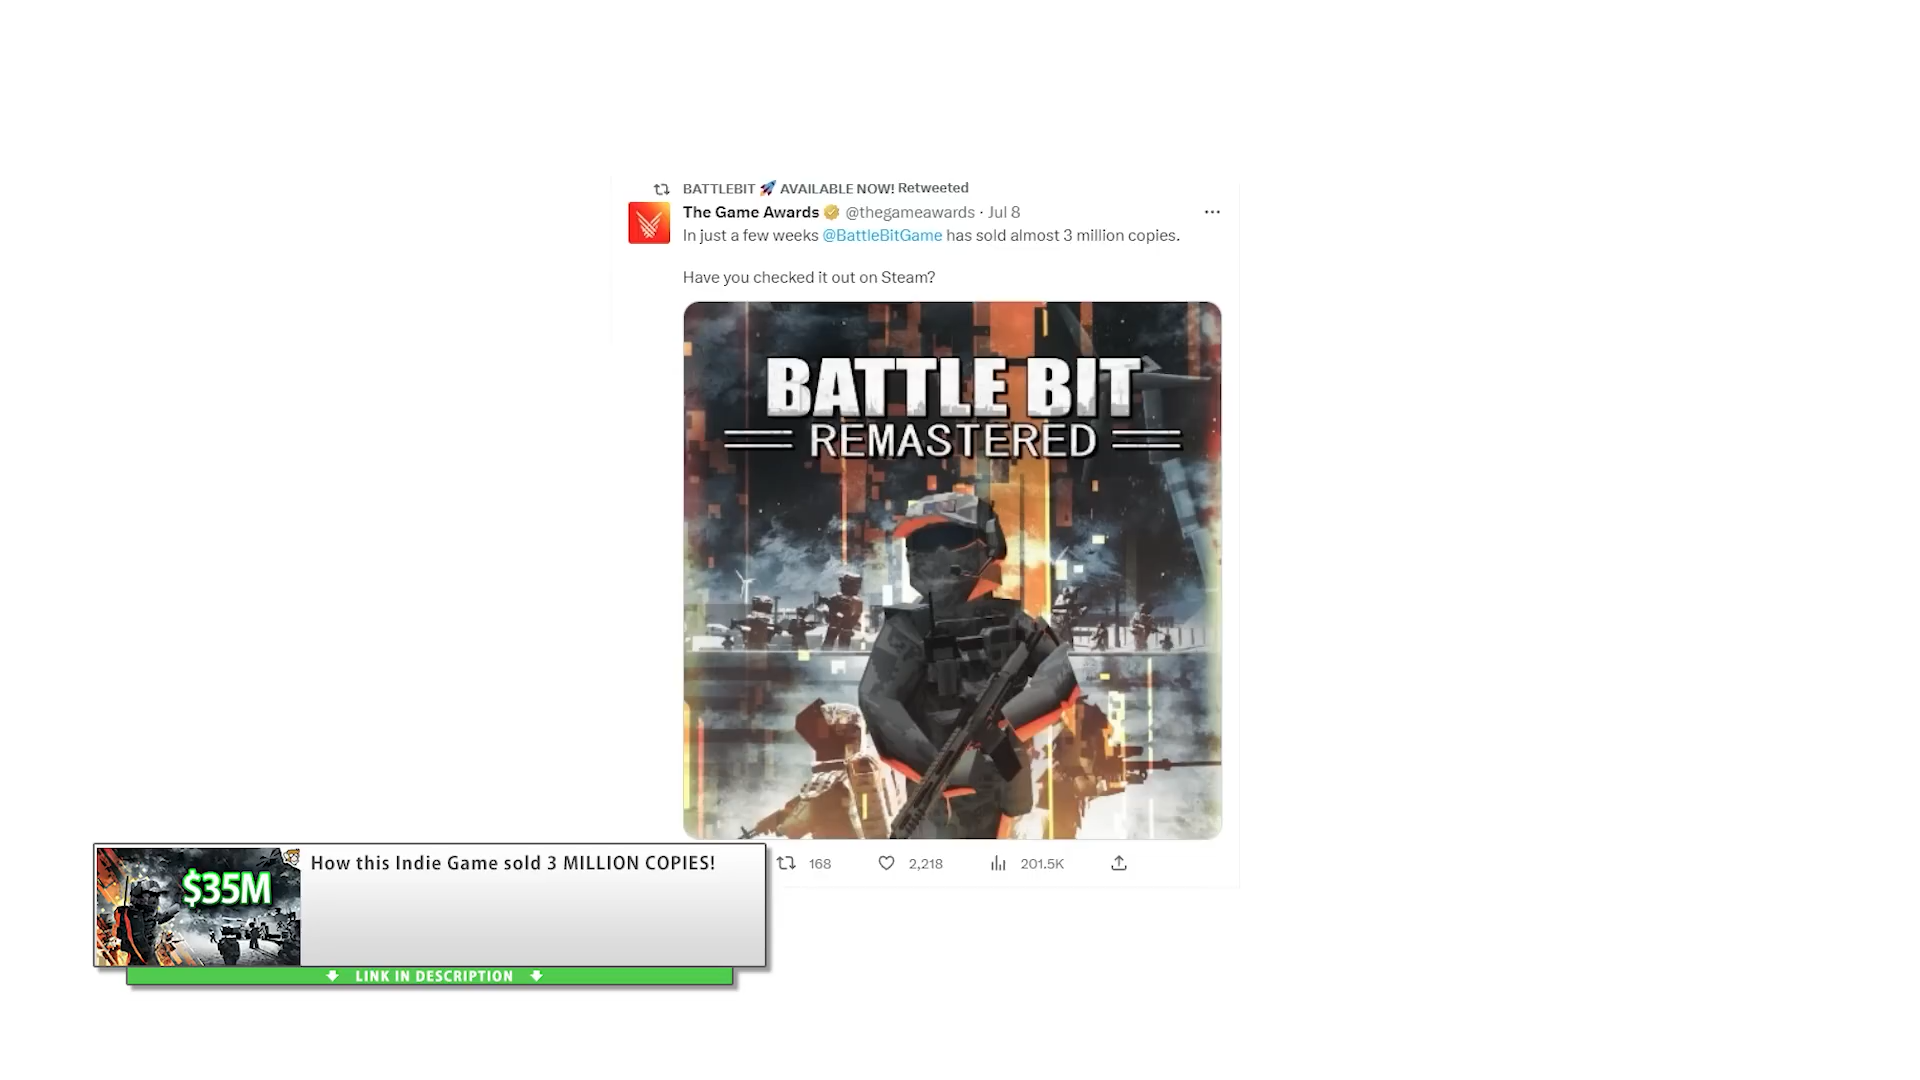 BATTLEBIT 🚀 AVAILABLE NOW! Retweeted
The Game Awards @thegameawards · Jul 8
In just a few weeks @BattleBitGame has sold almost 3 million copies.
Have you checked it out on Steam?
BATTLE BIT
REMASTERED
168 2,218 201.5K
$35M
How this Indie Game sold 3 MILLION COPIES!
LINK IN DESCRIPTION